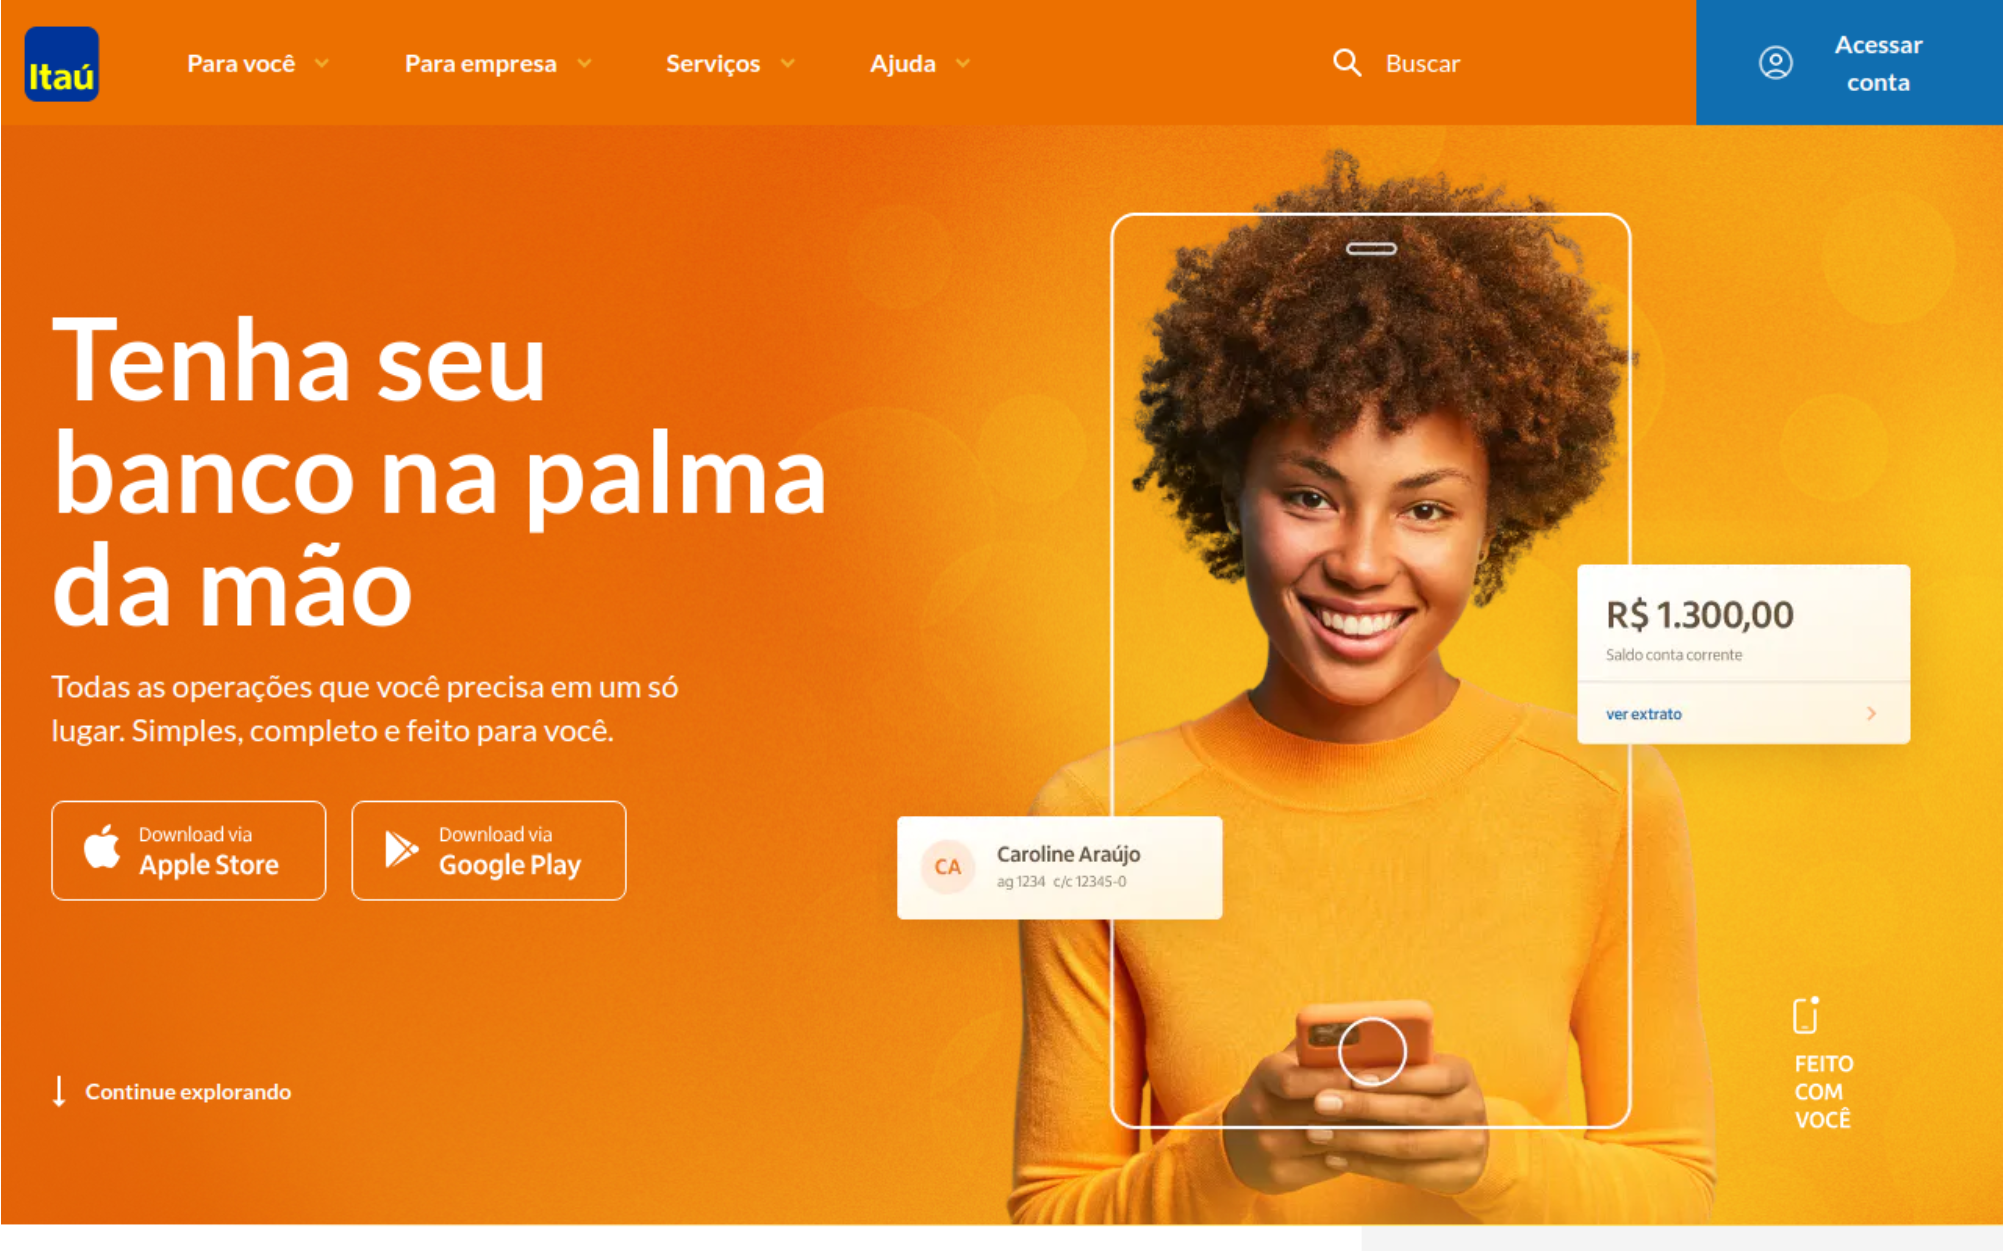 Itaú
Para você
Para empresa
Serviços
Ajuda
Buscar
Acessar
conta
Tenha seu
banco na palma
da mão
Todas as operações que você precisa em um só
lugar. Simples, completo e feito para você.
Download via
Apple Store
Download via
Google Play
Continue explorando
R$ 1.300,00
Saldo conta corrente
ver extrato
CA
Caroline Araújo
ag 1234 c/c 12345-0
FEITO
COM
VOCÊ